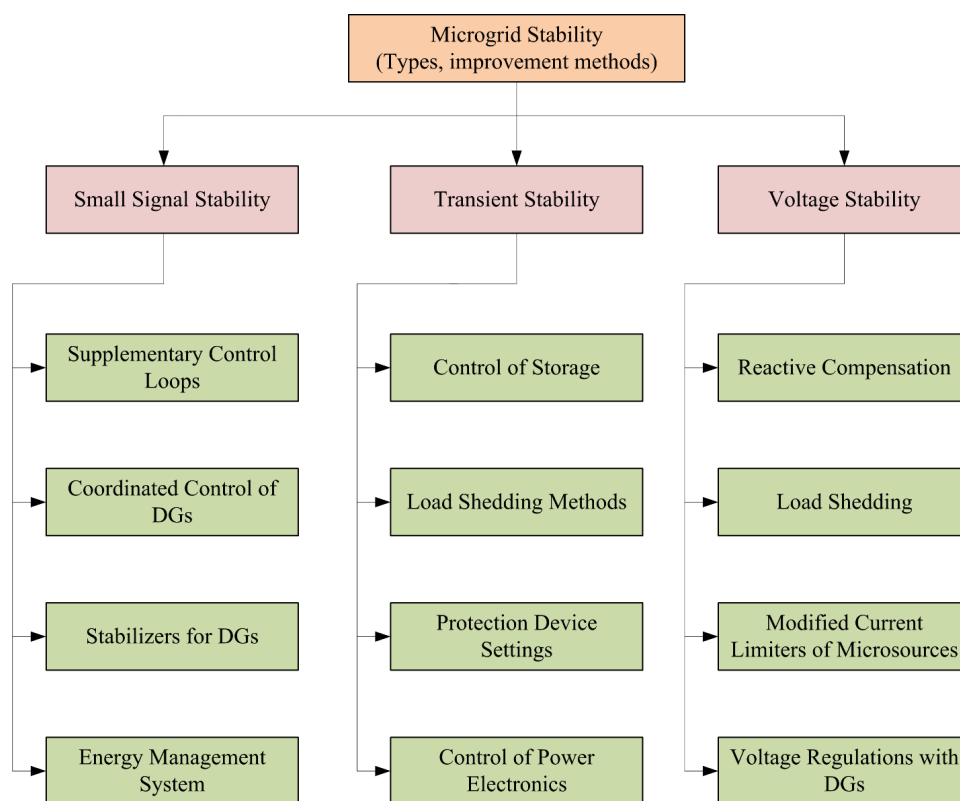 Microgrid Stability
(Types, improvement methods)
Small Signal Stability
Transient Stability
Voltage Stability
Supplementary Control
Loops
Control of Storage
Reactive Compensation
Coordinated Control of
DGs
Load Shedding Methods
Load Shedding
Stabilizers for DGs
Protection Device
Settings
Modified Current
Limiters of Microsources
Energy Management
System
Control of Power
Electronics
Voltage Regulations with
DGs